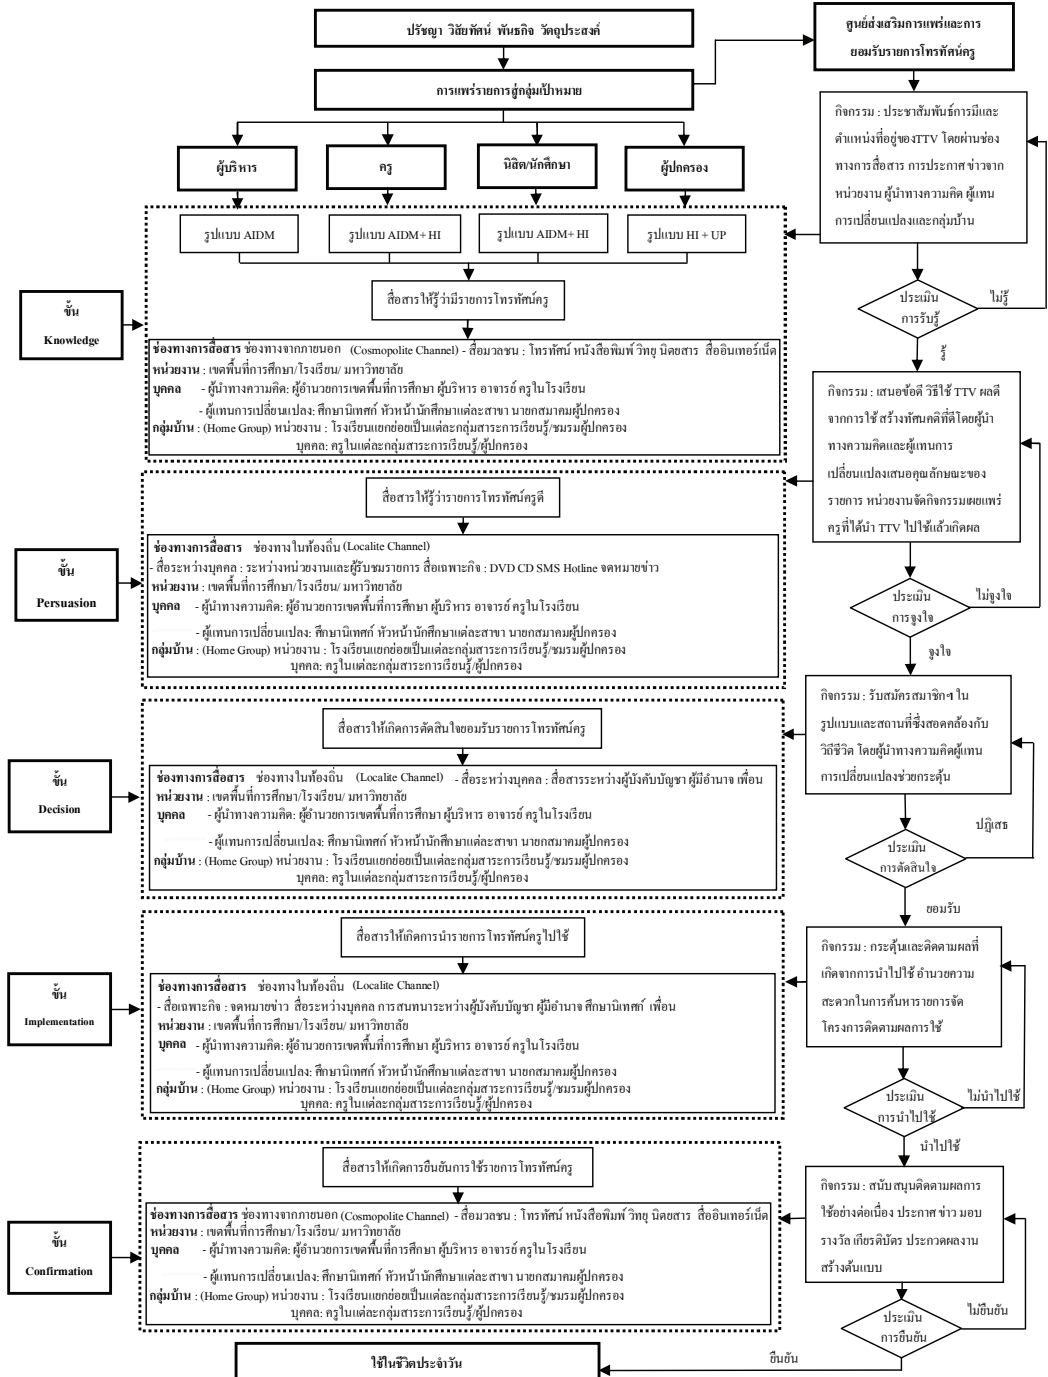 ปรัชญา วิสัยทัศน์ พันธกิจ วัตถุประสงค์
ศูนย์ส่งเสริมการแพร่และการ
ยอมรับรายการโทรทัศน์ครู
การแพร่รายการสู่กลุ่มเป้าหมาย
ผู้บริหาร
ครู
นิสิต/นักศึกษา
ผู้ปกครอง
กิจกรรม : ประชาสัมพันธ์การมีและ
ตำแหน่งที่อยู่ของTTV โดยผ่านช่อง
ทางการสื่อสาร การประกาศ ข่าวจาก
หน่วยงาน ผู้นำทางความคิด ผู้แทน
การเปลี่ยนแปลงและกลุ่มบ้าน
รูปแบบ AIDM
รูปแบบ AIDM+ HI
รูปแบบ AIDM+ HI
รูปแบบ HI + UP
สื่อสารให้รู้ว่ามีรายการโทรทัศน์ครู
ประเมิน
การรับรู้
ไม่รู้
รู้
ขั้น
Knowledge
ช่องทางการสื่อสาร ช่องทางจากภายนอก (Cosmopolite Channel) - สื่อมวลชน : โทรทัศน์ หนังสือพิมพ์ วิทยุ นิตยสาร สื่ออินเทอร์เน็ต
หน่วยงาน : เขตพื้นที่การศึกษา/โรงเรียน/ มหาวิทยาลัย
บุคคล - ผู้นำทางความคิด: ผู้อำนวยการเขตพื้นที่การศึกษา ผู้บริหาร อาจารย์ ครูในโรงเรียน
- ผู้แทนการเปลี่ยนแปลง: ศึกษานิเทศก์ หัวหน้านักศึกษาแต่ละสาขา นายกสมาคมผู้ปกครอง
กลุ่มบ้าน : (Home Group) หน่วยงาน : โรงเรียนแยกย่อยเป็นแต่ละกลุ่มสาระการเรียนรู้/ชมรมผู้ปกครอง
บุคคล: ครูในแต่ละกลุ่มสาระการเรียนรู้/ผู้ปกครอง
กิจกรรม : เสนอข้อดี วิธีใช้ TTV ผลดี
จากการใช้ สร้างทัศนคติที่ดีโดยผู้นำ
ทางความคิดและผู้แทนการ
เปลี่ยนแปลงเสนอคุณลักษณะของ
รายการ หน่วยงานจัดกิจกรรมเผยแพร่
ครูที่ได้นำ TTV ไปใช้แล้วเกิดผล
สื่อสารให้รู้ว่ารายการโทรทัศน์ครูดี
ขั้น
Persuasion
ช่องทางการสื่อสาร ช่องทางในท้องถิ่น (Localite Channel)
- สื่อระหว่างบุคคล : ระหว่างหน่วยงานและผู้รับชมรายการ สื่อเฉพาะกิจ : DVD CD SMS Hotline จดหมายข่าว
หน่วยงาน : เขตพื้นที่การศึกษา/โรงเรียน/ มหาวิทยาลัย
บุคคล - ผู้นำทางความคิด: ผู้อำนวยการเขตพื้นที่การศึกษา ผู้บริหาร อาจารย์ ครูในโรงเรียน
- ผู้แทนการเปลี่ยนแปลง: ศึกษานิเทศก์ หัวหน้านักศึกษาแต่ละสาขา นายกสมาคมผู้ปกครอง
กลุ่มบ้าน : (Home Group) หน่วยงาน : โรงเรียนแยกย่อยเป็นแต่ละกลุ่มสาระการเรียนรู้/ชมรมผู้ปกครอง
บุคคล: ครูในแต่ละกลุ่มสาระการเรียนรู้/ผู้ปกครอง
ประเมิน
การจูงใจ
ไม่จูงใจ
จูงใจ
กิจกรรม : รับสมัครสมาชิกฯ ใน
รูปแบบและสถานที่ซึ่งสอดคล้องกับ
วิถีชีวิต โดยผู้นำทางความคิดผู้แทน
การเปลี่ยนแปลงช่วยกระตุ้น
สื่อสารให้เกิดการตัดสินใจยอมรับรายการโทรทัศน์ครู
ขั้น
Decision
ช่องทางการสื่อสาร ช่องทางในท้องถิ่น (Localite Channel) - สื่อระหว่างบุคคล : สื่อสารระหว่างผู้บังคับบัญชา ผู้มีอำนาจ เพื่อน
หน่วยงาน : เขตพื้นที่การศึกษา/โรงเรียน/ มหาวิทยาลัย
บุคคล - ผู้นำทางความคิด: ผู้อำนวยการเขตพื้นที่การศึกษา ผู้บริหาร อาจารย์ ครูในโรงเรียน
- ผู้แทนการเปลี่ยนแปลง: ศึกษานิเทศก์ หัวหน้านักศึกษาแต่ละสาขา นายกสมาคมผู้ปกครอง
กลุ่มบ้าน : (Home Group) หน่วยงาน : โรงเรียนแยกย่อยเป็นแต่ละกลุ่มสาระการเรียนรู้/ชมรมผู้ปกครอง
บุคคล: ครูในแต่ละกลุ่มสาระการเรียนรู้/ผู้ปกครอง
ประเมิน
การตัดสินใจ
ปฏิเสธ
ยอมรับ
กิจกรรม : กระตุ้นและติดตามผลที่
เกิดจากการนำไปใช้ อำนวยความ
สะดวกในการค้นหารายการจัด
โครงการติดตามผลการใช้
สื่อสารให้เกิดการนำรายการโทรทัศน์ครูไปใช้
ขั้น
Implementation
ช่องทางการสื่อสาร ช่องทางในท้องถิ่น (Localite Channel)
- สื่อเฉพาะกิจ : จดหมายข่าว สื่อระหว่างบุคคล การสนทนาระหว่างผู้บังคับบัญชา ผู้มีอำนาจ ศึกษานิเทศก์ เพื่อน
หน่วยงาน : เขตพื้นที่การศึกษา/โรงเรียน/ มหาวิทยาลัย
บุคคล - ผู้นำทางความคิด: ผู้อำนวยการเขตพื้นที่การศึกษา ผู้บริหาร อาจารย์ ครูในโรงเรียน
- ผู้แทนการเปลี่ยนแปลง: ศึกษานิเทศก์ หัวหน้านักศึกษาแต่ละสาขา นายกสมาคมผู้ปกครอง
กลุ่มบ้าน : (Home Group) หน่วยงาน : โรงเรียนแยกย่อยเป็นแต่ละกลุ่มสาระการเรียนรู้/ชมรมผู้ปกครอง
บุคคล: ครูในแต่ละกลุ่มสาระการเรียนรู้/ผู้ปกครอง
ประเมิน
การนำไปใช้
ไม่นำไปใช้
นำไปใช้
กิจกรรม : สนับสนุนติดตามผลการ
ใช้อย่างต่อเนื่อง ประกาศ ข่าว มอบ
รางวัล เกียรติบัตร ประกวดผลงาน
สร้างต้นแบบ
สื่อสารให้เกิดการยืนยันการใช้รายการโทรทัศน์ครู
ขั้น
Confirmation
ช่องทางการสื่อสาร ช่องทางจากภายนอก (Cosmopolite Channel) - สื่อมวลชน : โทรทัศน์ หนังสือพิมพ์ วิทยุ นิตยสาร สื่ออินเทอร์เน็ต
หน่วยงาน : เขตพื้นที่การศึกษา/โรงเรียน/ มหาวิทยาลัย
บุคคล - ผู้นำทางความคิด: ผู้อำนวยการเขตพื้นที่การศึกษา ผู้บริหาร อาจารย์ ครูในโรงเรียน
- ผู้แทนการเปลี่ยนแปลง: ศึกษานิเทศก์ หัวหน้านักศึกษาแต่ละสาขา นายกสมาคมผู้ปกครอง
กลุ่มบ้าน : (Home Group) หน่วยงาน : โรงเรียนแยกย่อยเป็นแต่ละกลุ่มสาระการเรียนรู้/ชมรมผู้ปกครอง
บุคคล: ครูในแต่ละกลุ่มสาระการเรียนรู้/ผู้ปกครอง
ประเมิน
การยืนยัน
ไม่ยืนยัน
ยืนยัน
ใช้ในชีวิตประจำวัน